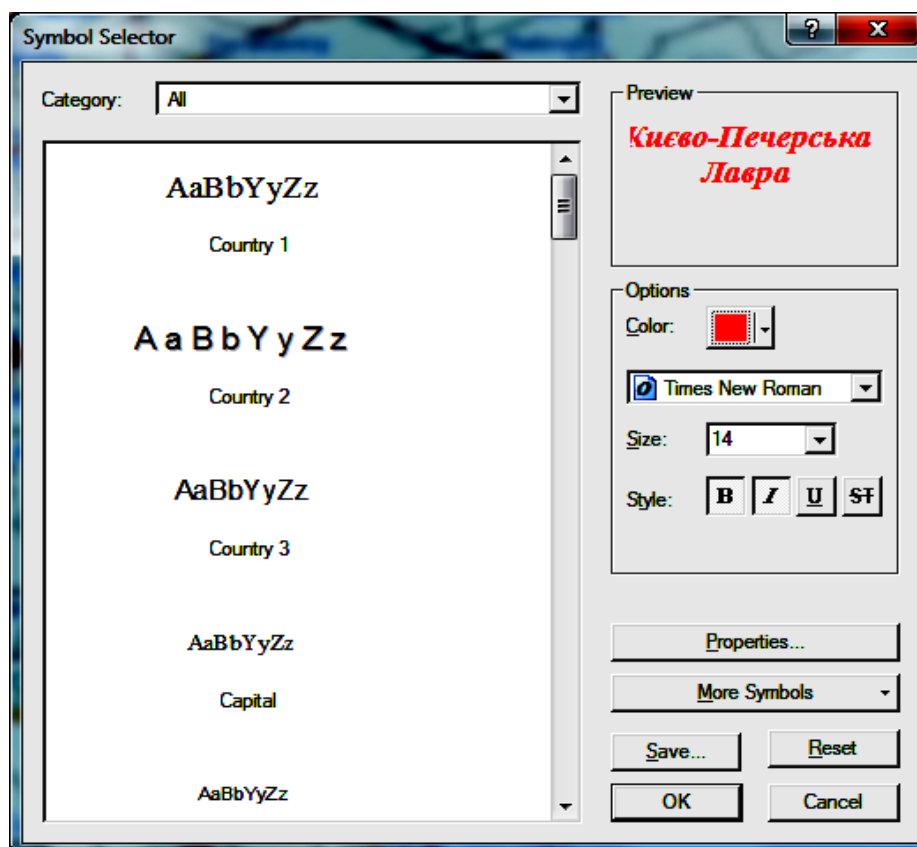 Symbol Selector
?
Category:
All
AaBbYyZz
Country 1
AaBbYyZz
Country 2
AaBbYyZz
Country 3
AaBbYyZz
Capital
AaBbYyZz
Preview
Києво-Печерська
Лавра
Options
Color:
Times New Roman
Size:
14
Style:
B I U ST
Properties...
More Symbols
Save...
Reset
OK
Cancel